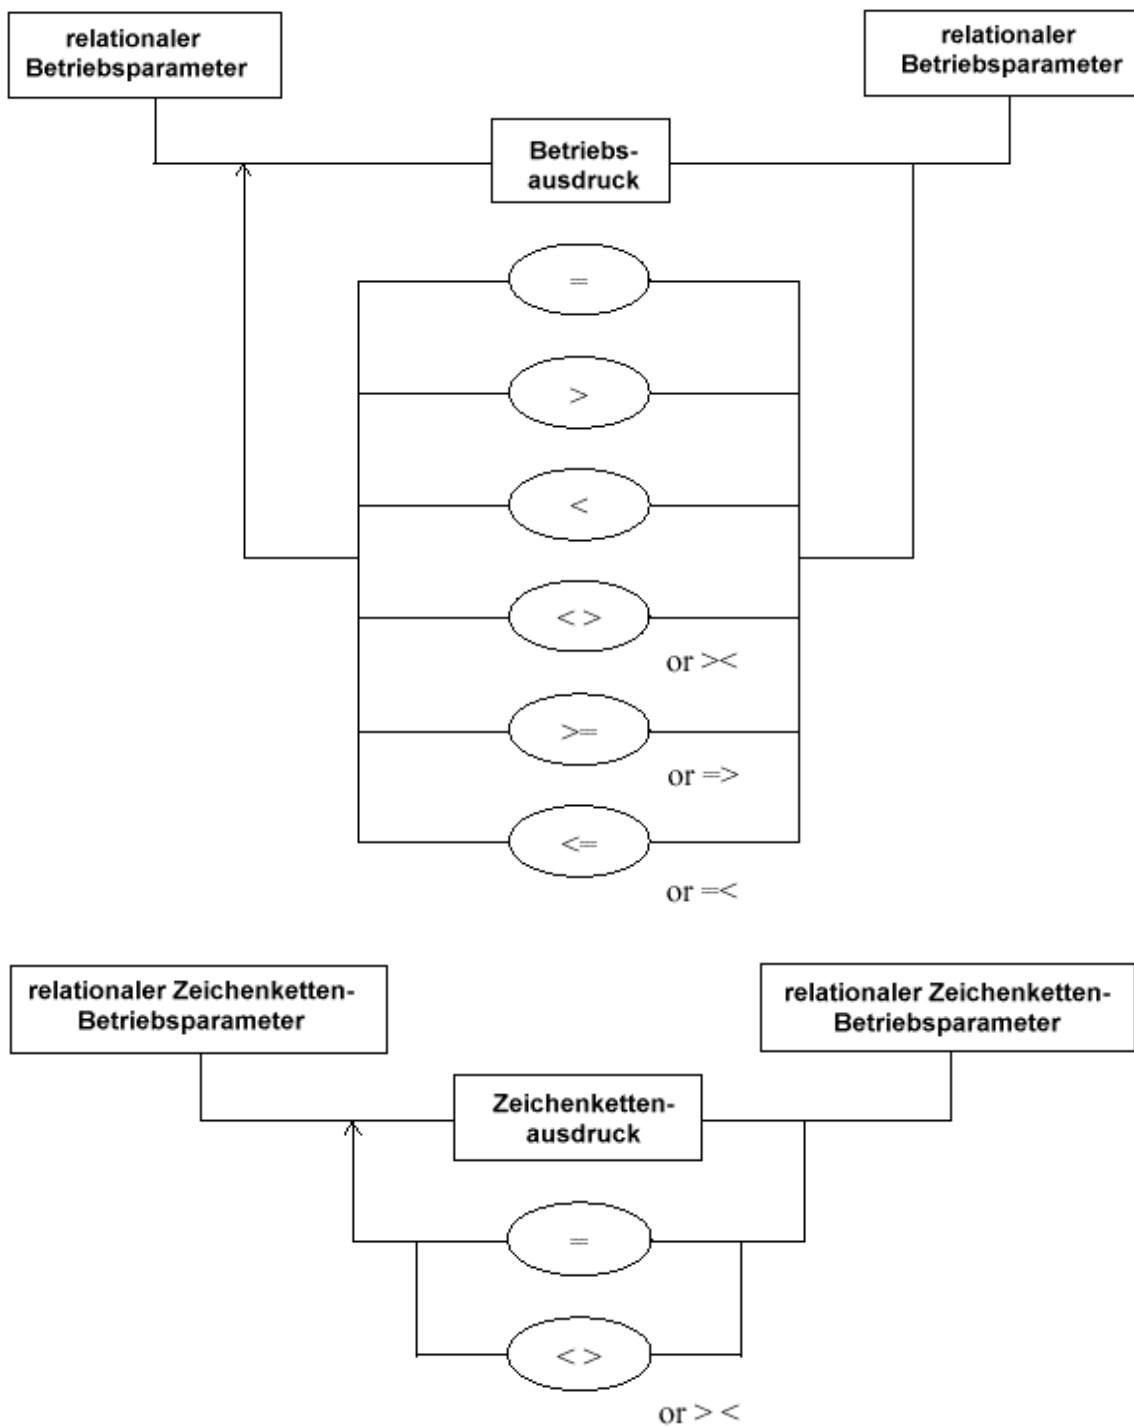 relationaler
Betriebsparameter
relationaler
Betriebsparameter
Betriebs-
ausdruck
=
>
<
< >
or ><
>=
or =>
<=
or =<
relationaler Zeichenketten-
Betriebsparameter
relationaler Zeichenketten-
Betriebsparameter
Zeichenketten-
ausdruck
=
< >
or > <